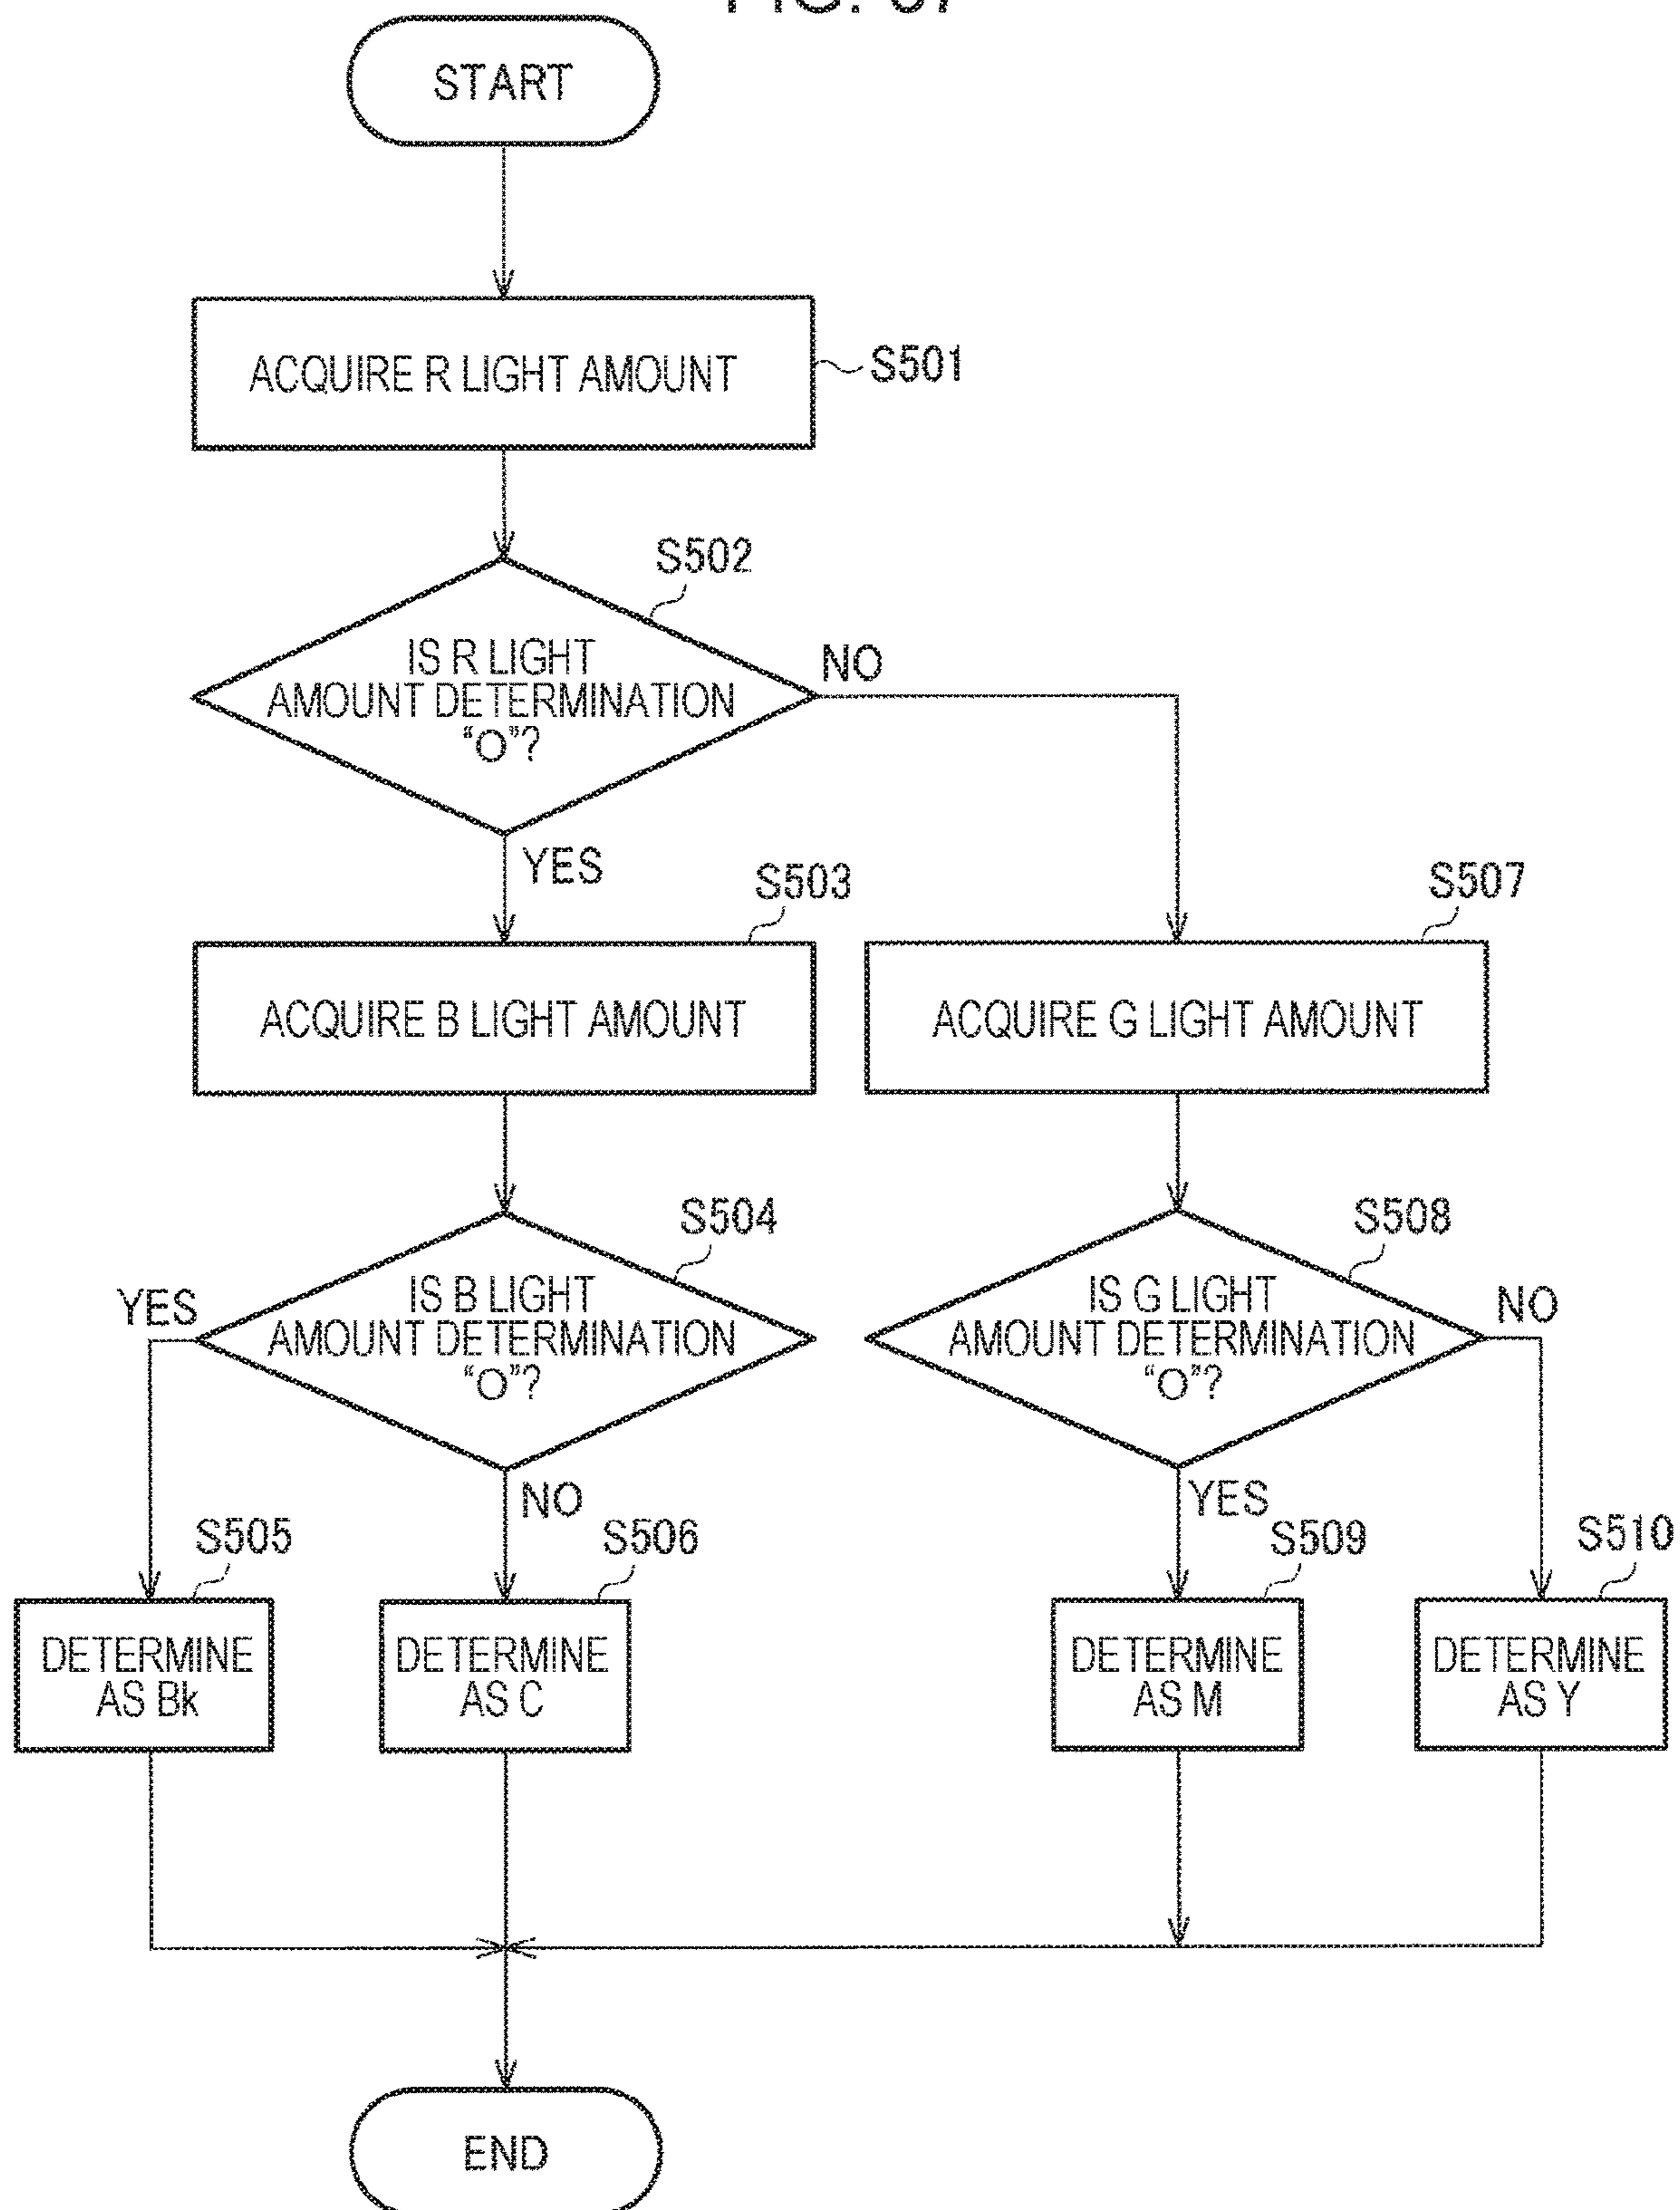 START
ACQUIRE R LIGHT AMOUNT
S501
S502
IS R LIGHT
AMOUNT DETERMINATION
“O”?
NO
YES
S503
S507
ACQUIRE B LIGHT AMOUNT
ACQUIRE G LIGHT AMOUNT
S504
S508
IS B LIGHT
AMOUNT DETERMINATION
“O”?
YES
NO
IS G LIGHT
AMOUNT DETERMINATION
“O”?
NO
YES
S505
S506
S509
S510
DETERMINE
AS Bk
DETERMINE
AS C
DETERMINE
AS M
DETERMINE
AS Y
END